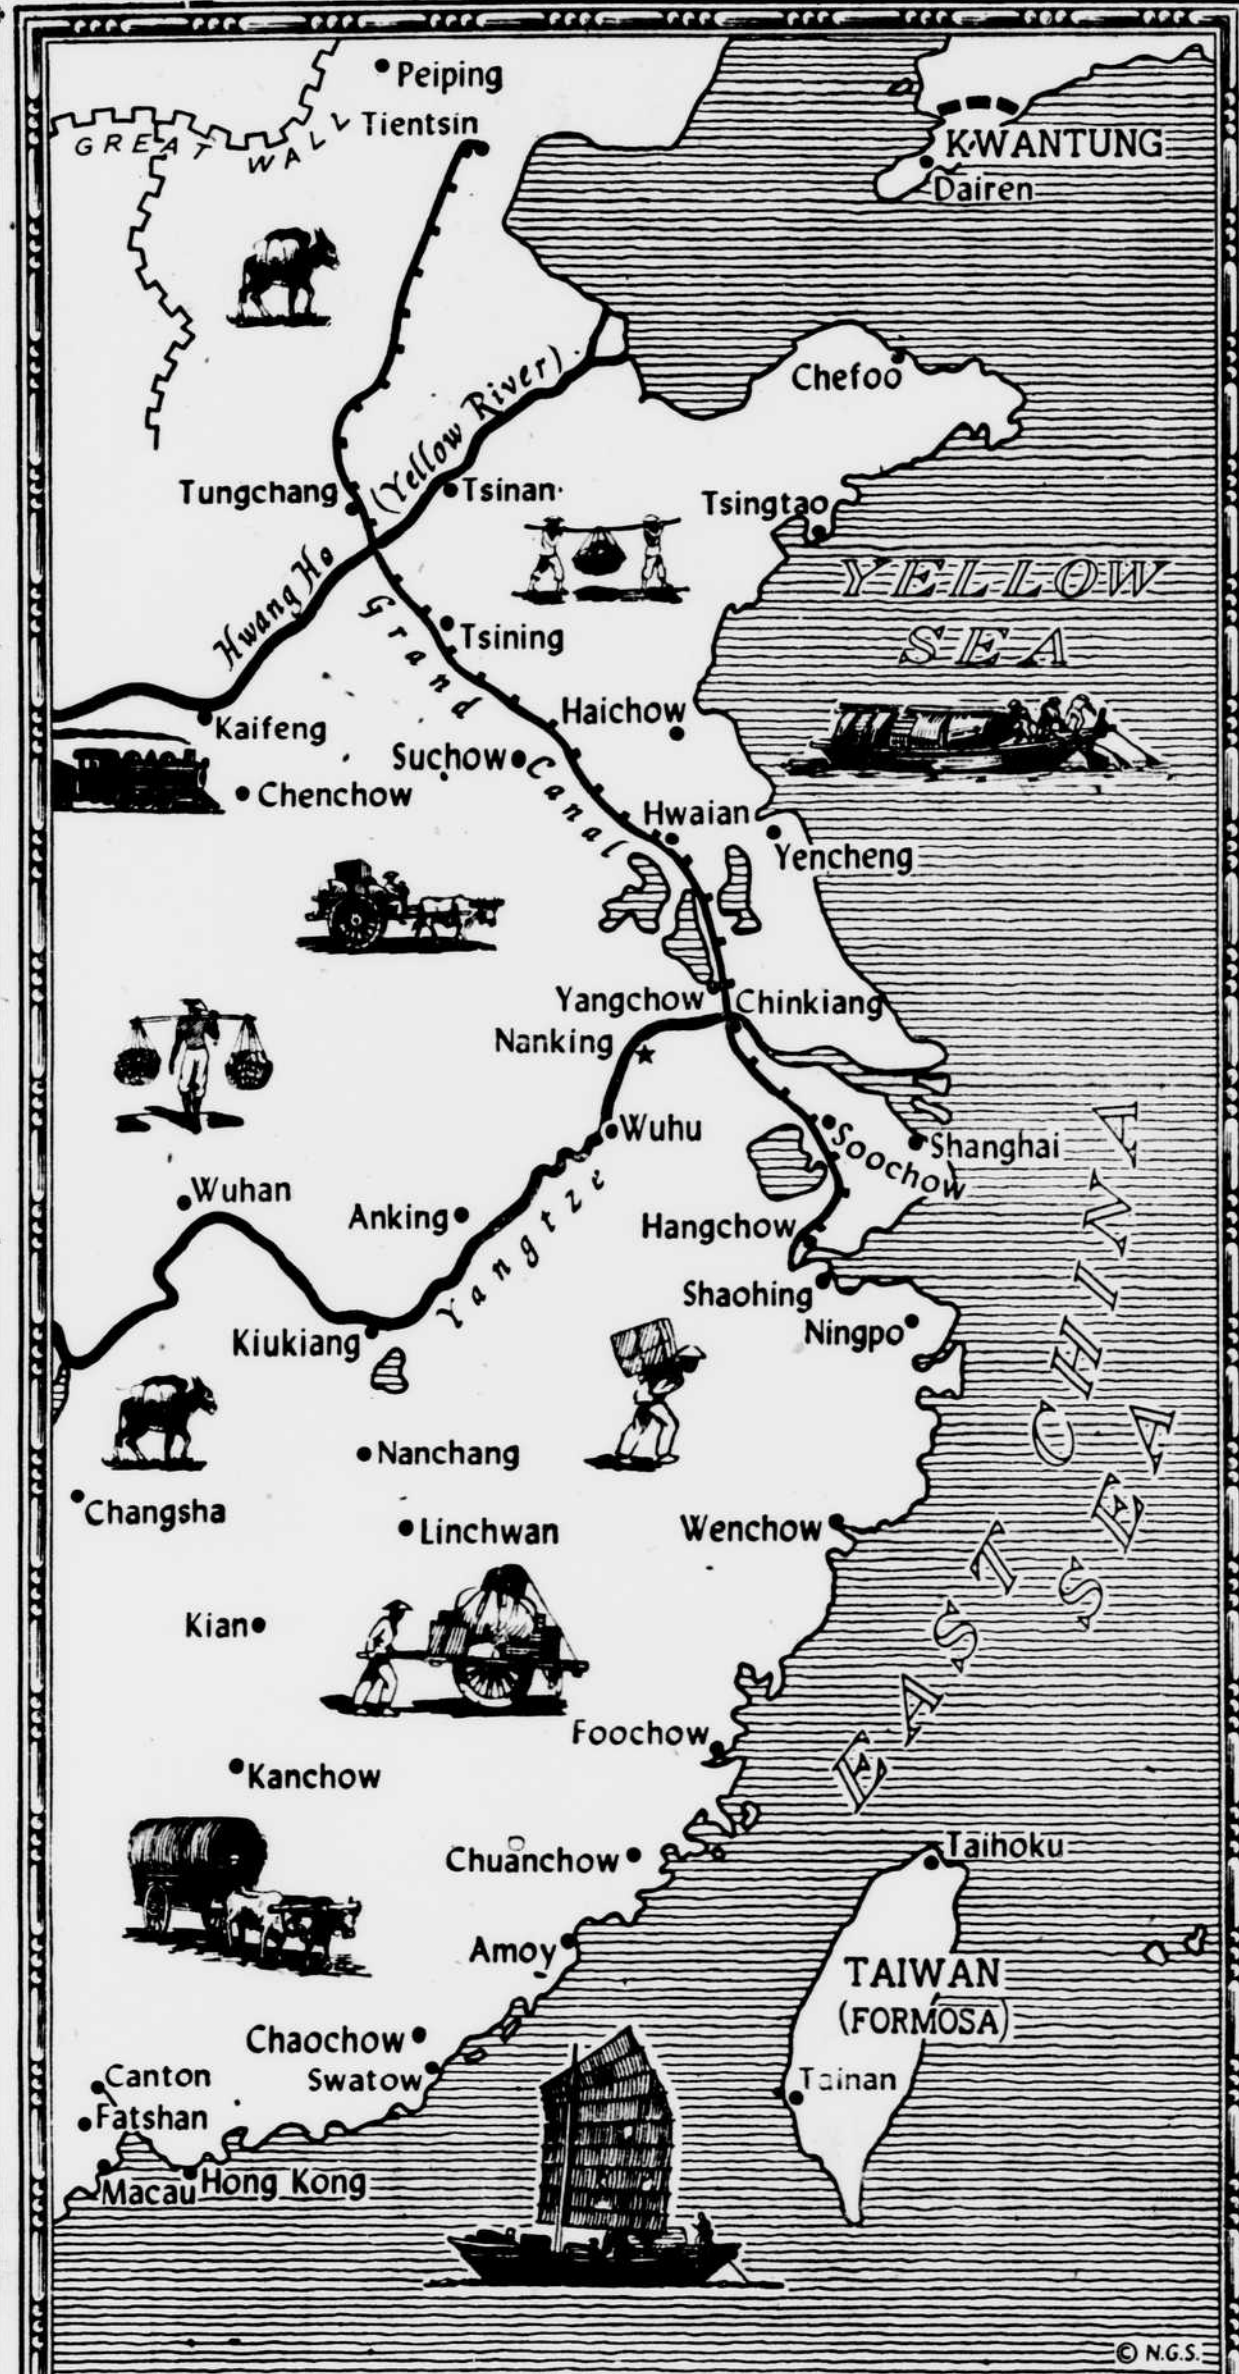 Peiping
Tientsin
GREAT WALL
KWANTUNG
Dairen
Chefoo
Hwang Ho (Yellow River)
Tungchang
Tsinan
Tsingtao
YELLOW
SEA
Grand Canal
Tsining
Haichow
Kaifeng
Suchow
Chenchow
Hwaian
Yencheng
Yangchow
Chinkiang
Nanking
Wuhu
Soochow
Shanghai
Wuhan
Anking
Yangtze
Hangchow
Shaohing
Ningpo
Kiukiang
EAST CHINA
SEA
Nanchang
Changsha
Linchwan
Wenchow
Kian
Foochow
Kanchow
Chuanchow
Taihoku
Amoy
TAIWAN
(FORMOSA)
Chaochow
Swatow
Tainan
Canton
Fatshan
Macau
Hong Kong
© N.G.S.